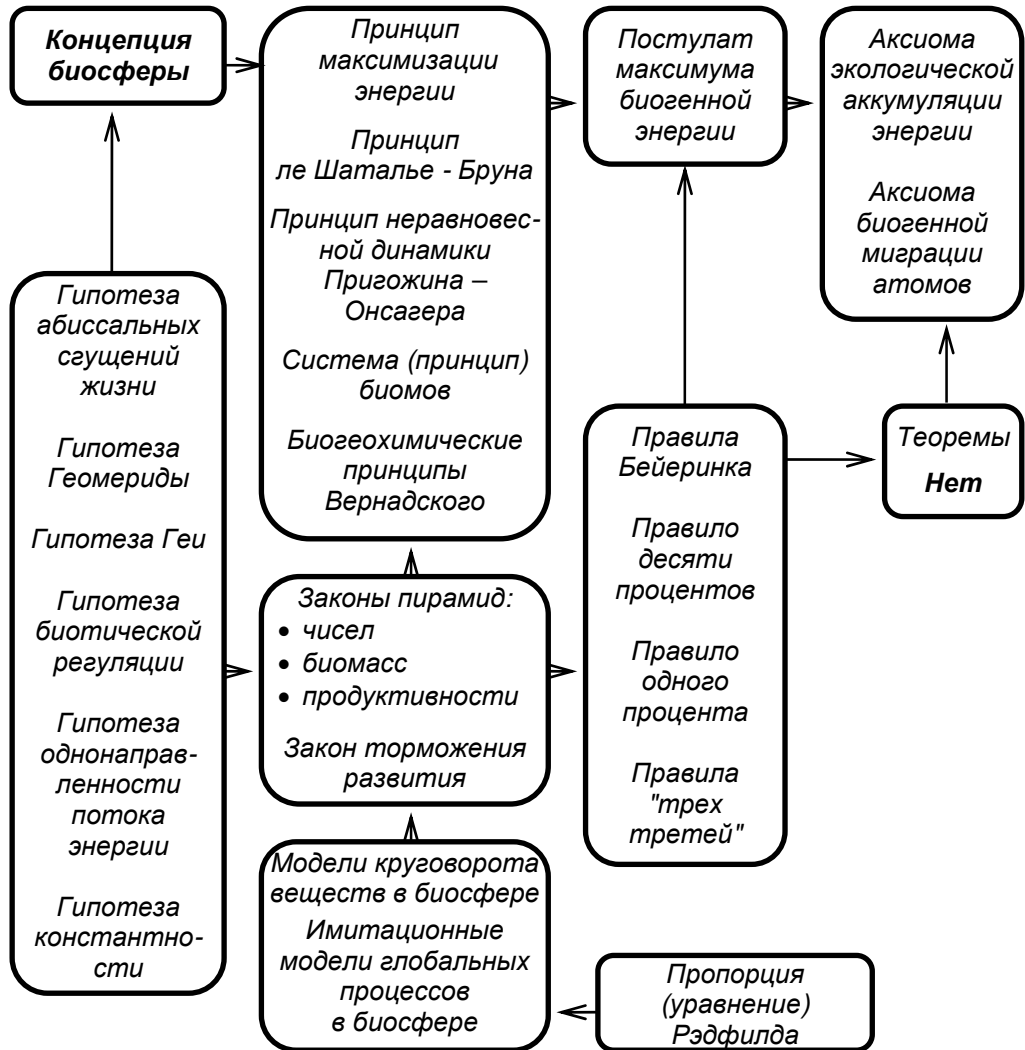 Концепция
биосферы
Принцип
максимизации
энергии
Принцип
ле Шаталье - Бруна
Принцип неравновес-
ной динамики
Пригожина –
Онсагера
Система (принцип)
биомов
Биогеохимические
принципы
Вернадского
Постулат
максимума
биогенной
энергии
Аксиома
экологической
аккумуляции
энергии
Аксиома
биогенной
миграции
атомов
Гипотеза
абиссальных
сгущений
жизни
Гипотеза
Геомериды
Гипотеза Геи
Гипотеза
биотической
регуляции
Гипотеза
однонаправ-
ленности
потока
энергии
Гипотеза
константно-
сти
Законы пирамид:
• чисел
• биомасс
• продуктивности
Закон торможения
развития
Правила
Бейеринка
Правило
десяти
процентов
Правило
одного
процента
Правила
"трех
третей"
Теоремы
Нет
Модели круговорота
веществ в биосфере
Имитационные
модели глобальных
процессов
в биосфере
Пропорция
(уравнение)
Рэдфилда